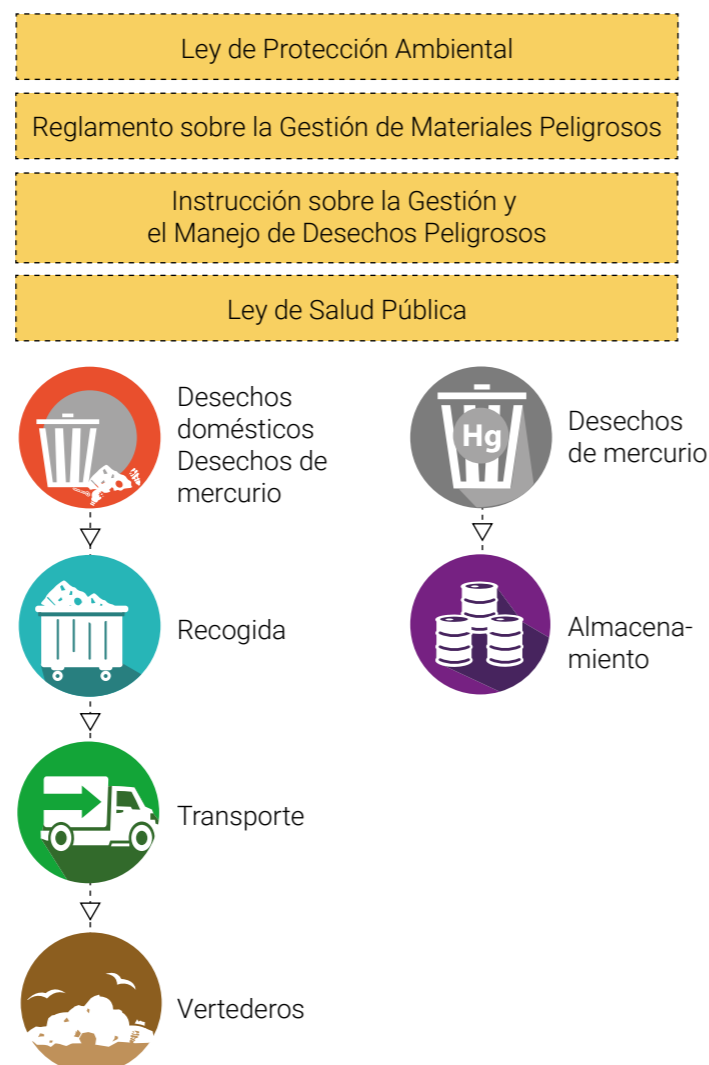 Ley de Protección Ambiental
Reglamento sobre la Gestión de Materiales Peligrosos
Instrucción sobre la Gestión y
el Manejo de Desechos Peligrosos
Ley de Salud Pública
Desechos
domésticos
Desechos de
mercurio
Hg
Desechos
de mercurio
Recogida
Almacena-
miento
Transporte
Vertederos